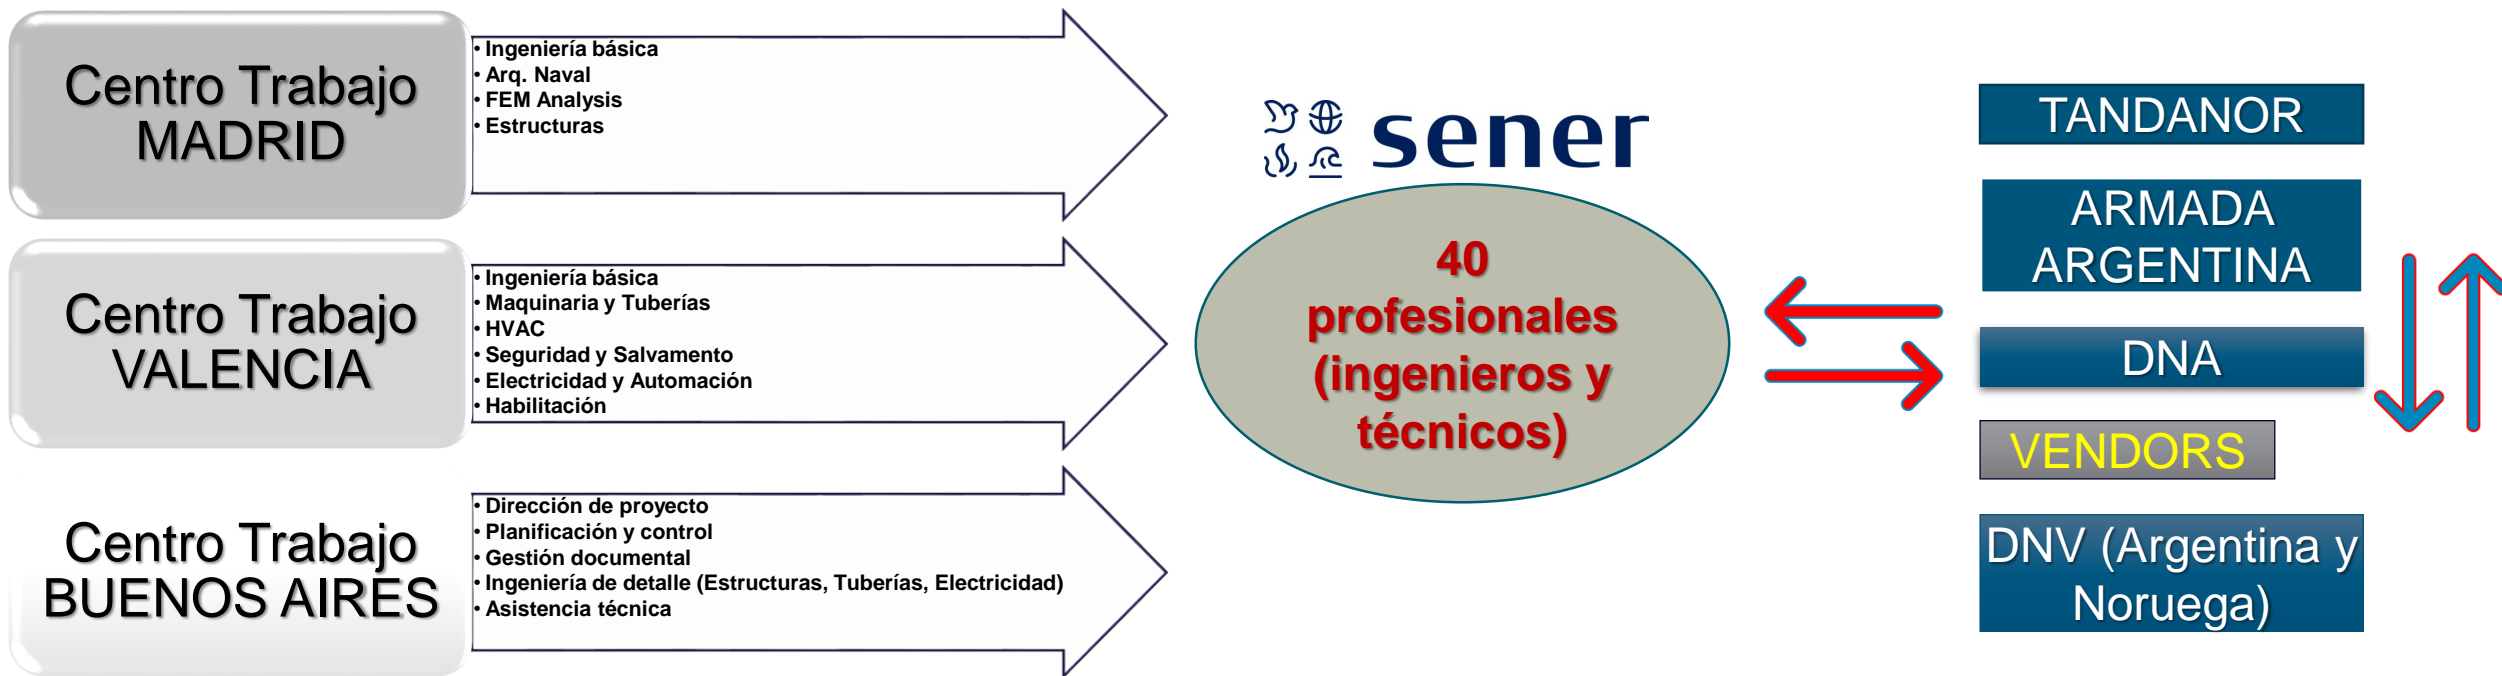 Centro Trabajo
MADRID
• Ingeniería básica
• Arq. Naval
• FEM Analysis
• Estructuras
Centro Trabajo
VALENCIA
• Ingeniería básica
• Maquinaria y Tuberías
• HVAC
• Seguridad y Salvamento
• Electricidad y Automación
• Habilitación
Centro Trabajo
BUENOS AIRES
• Dirección de proyecto
• Planificación y control
• Gestión documental
• Ingeniería de detalle (Estructuras, Tuberías, Electricidad)
• Asistencia técnica
sener
40
profesionales
(ingenieros y
técnicos)
TANDANOR
ARMADA
ARGENTINA
DNA
VENDORS
DNV (Argentina y
Noruega)